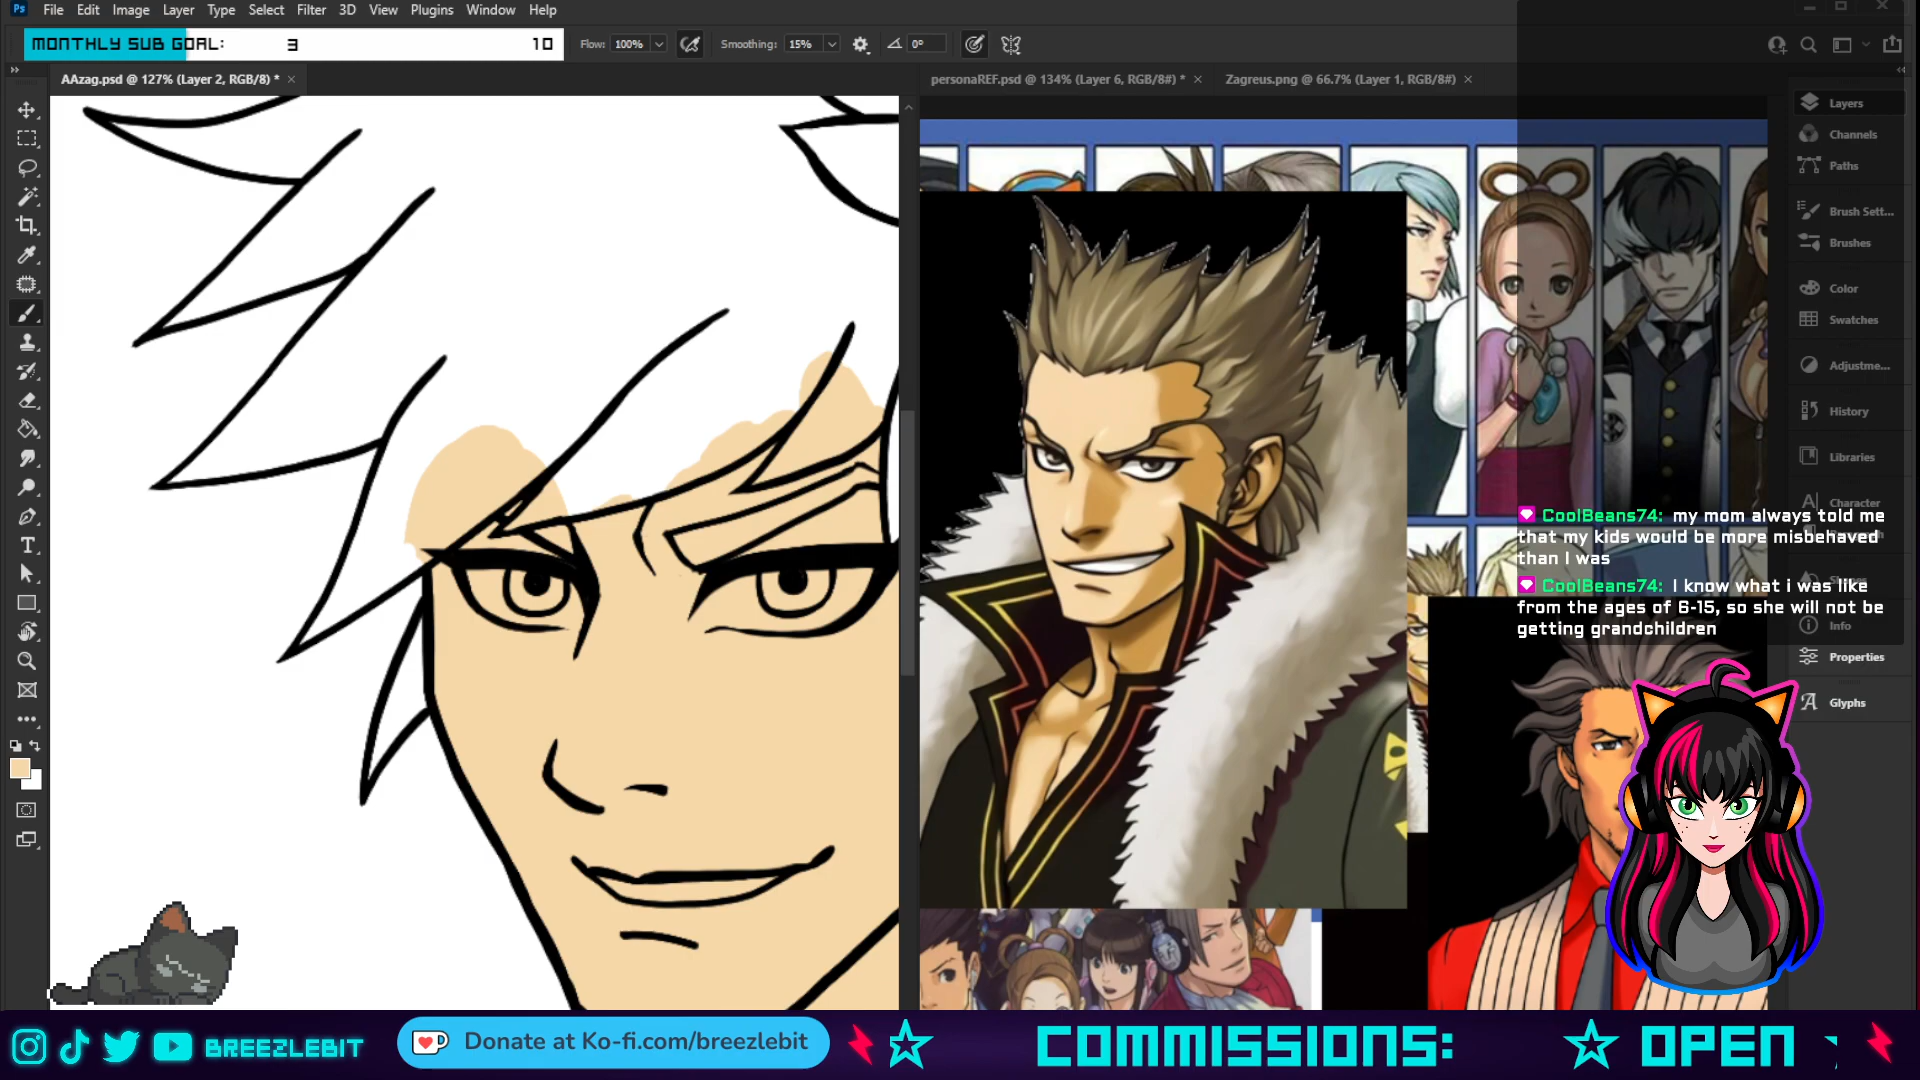 Ps File Edit Image Layer Type Select Filter 3D View Plugins Window Help
MONTHLY SUB GOAL: 3 10
Flow: 100% Smoothing: 15% 0°
AAzag.psd @ 127% (Layer 2, RGB/8) * ×
personaREF.psd @ 134% (Layer 6, RGB/8#) * ×
Zagreus.png @ 66.7% (Layer 1, RGB/8#) ×
Layers
Channels
Paths
Brush Sett...
Brushes
Color
Swatches
Adjustme...
History
Libraries
Character
CoolBeans74: my mom always told me
that my kids would be more misbehaved
than I was
CoolBeans74: I know what i was like
from the ages of 6-15, so she will not be
getting grandchildren
Info
Properties
Glyphs
BREEZLEBIT
Donate at Ko-fi.com/breezlebit
COMMISSIONS:
OPEN